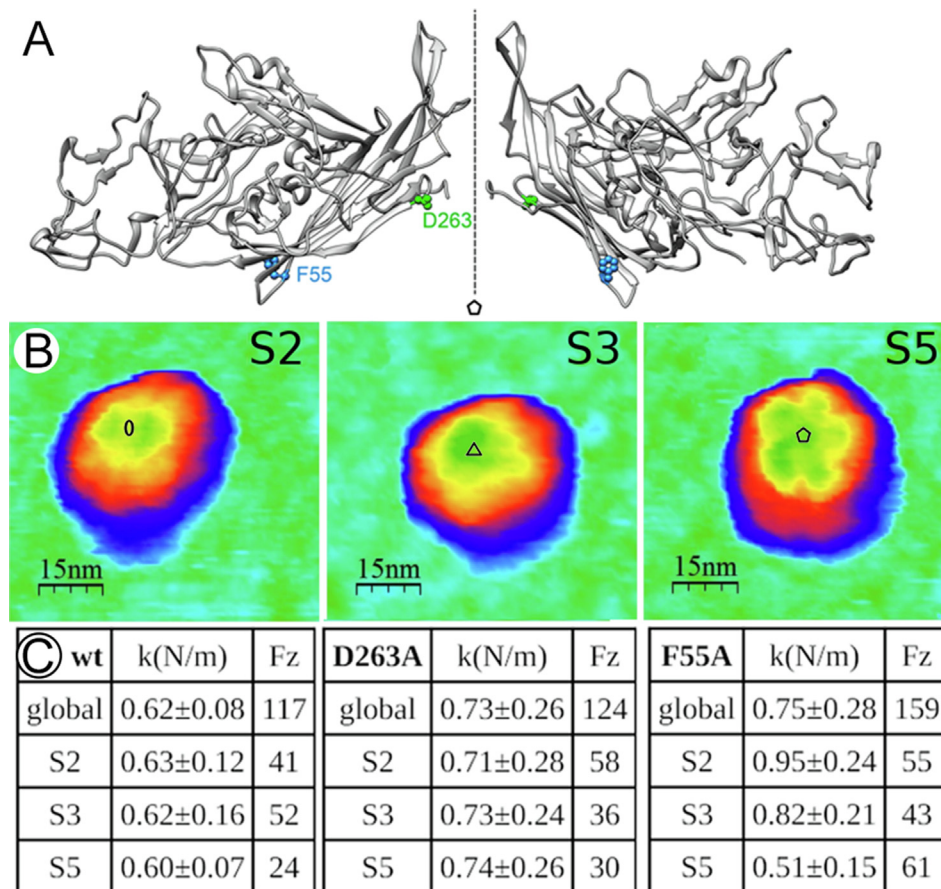 A
D263
F55
B
S2
S3
S5
15nm
15nm
15nm
C
wt k(N/m) Fz
global 0.62±0.08 117
S2 0.63±0.12 41
S3 0.62±0.16 52
S5 0.60±0.07 24
D263A k(N/m) Fz
global 0.73±0.26 124
S2 0.71±0.28 58
S3 0.73±0.24 36
S5 0.74±0.26 30
F55A k(N/m) Fz
global 0.75±0.28 159
S2 0.95±0.24 55
S3 0.82±0.21 43
S5 0.51±0.15 61